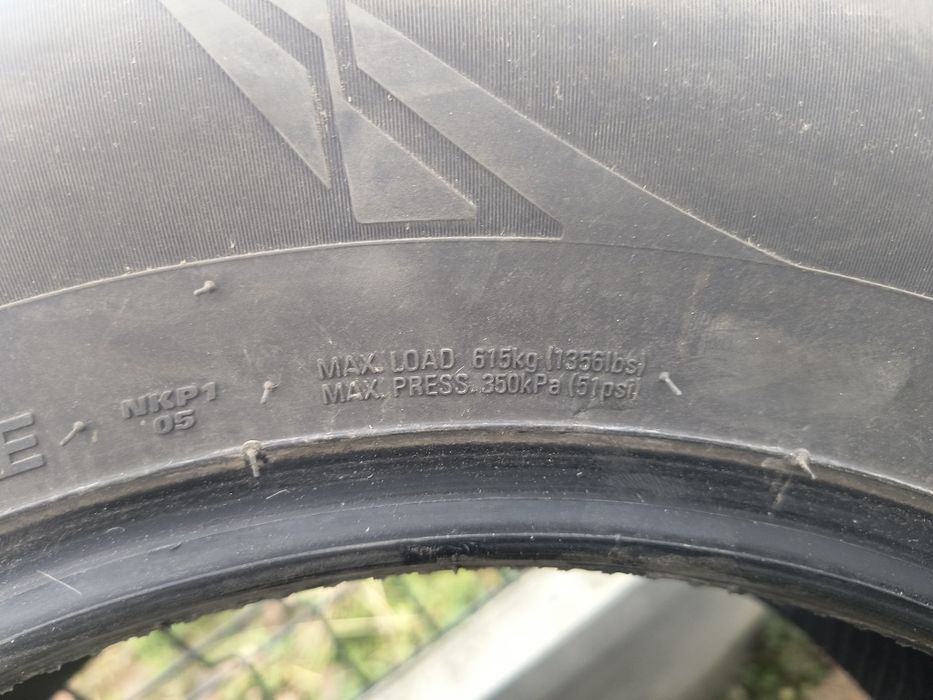 MAX. LOAD 615kg (1356lbs)
MAX. PRESS. 350kPa (51psi)
NKP1
05
E